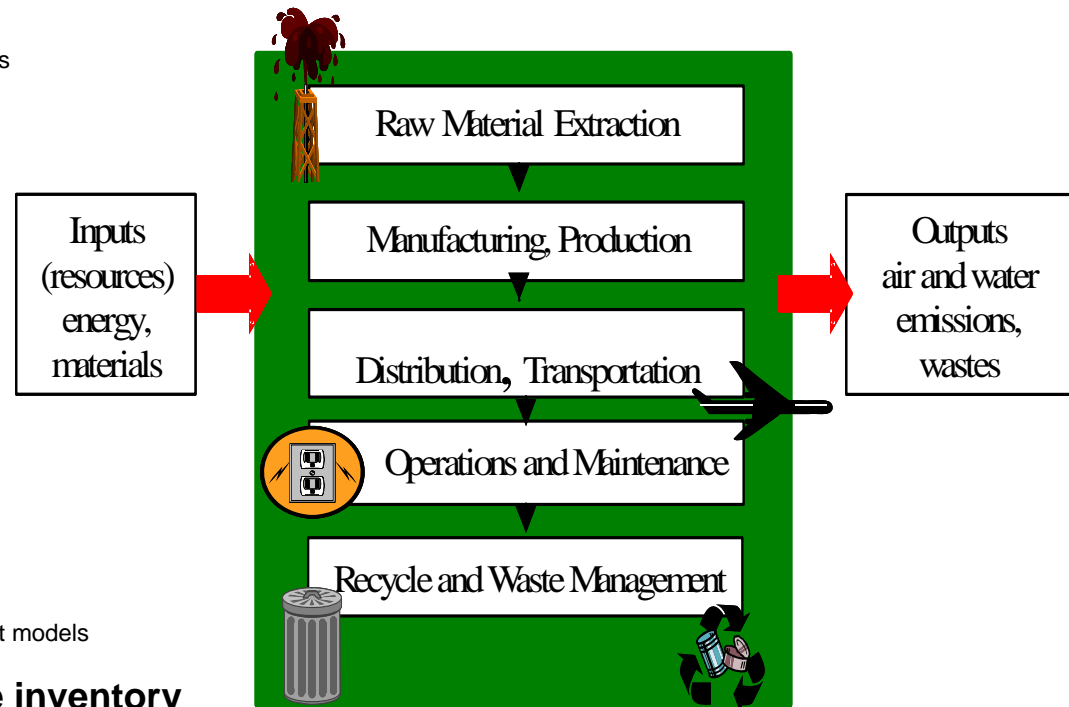 s
Raw Material Extraction
Inputs
(resources)
energy,
materials
Manufacturing, Production
Outputs
air and water
emissions,
wastes
Distribution, Transportation
Operations and Maintenance
Recycle and Waste Management
t models
e inventory